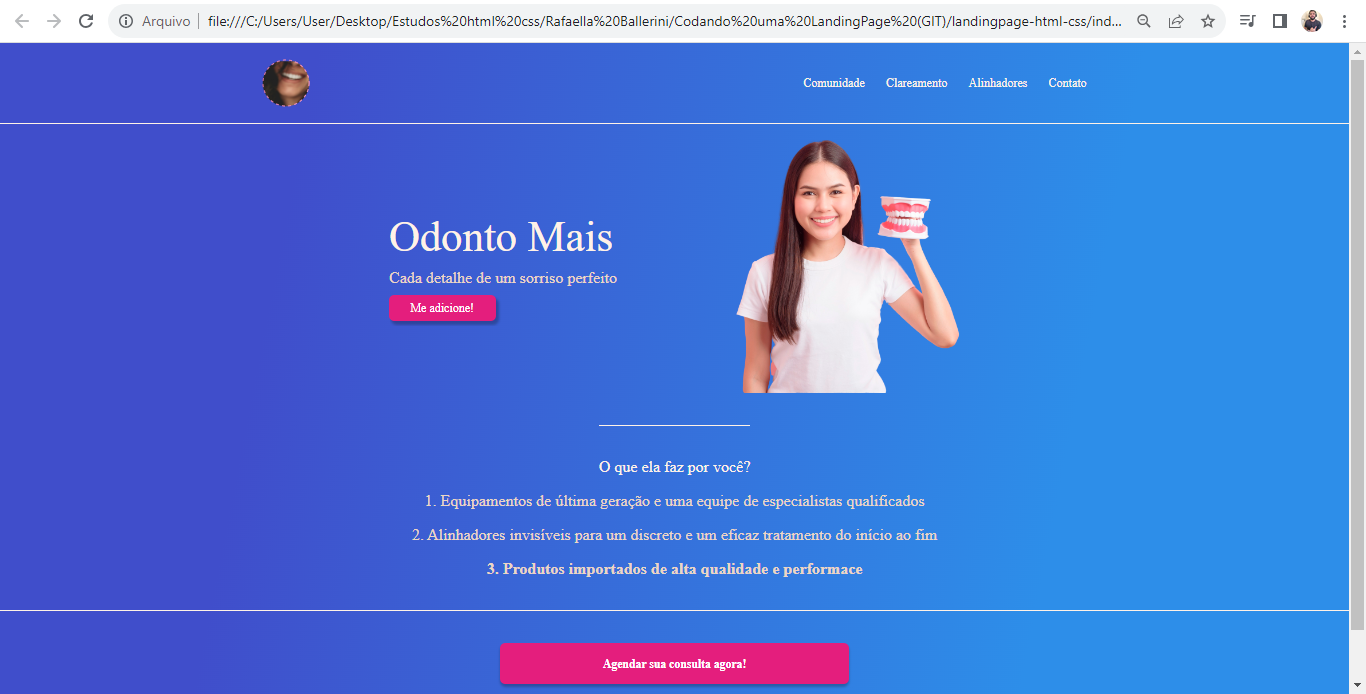 Arquivo file:///C:/Users/User/Desktop/Estudos%20html%20css/Rafaella%20Ballerini/Codando%20uma%20LandingPage%20(GIT)/landingpage-html-css/ind...
Comunidade Clareamento Alinhadores Contato
Odonto Mais
Cada detalhe de um sorriso perfeito
Me adicione!
O que ela faz por você?
1. Equipamentos de última geração e uma equipe de especialistas qualificados
2. Alinhadores invisíveis para um discreto e um eficaz tratamento do início ao fim
3. Produtos importados de alta qualidade e performace
Agendar sua consulta agora!